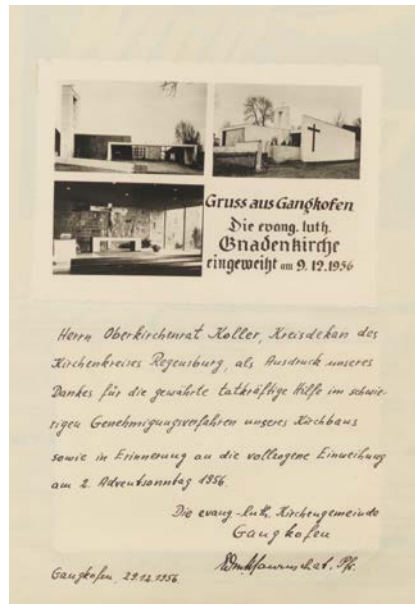 Gruss aus Gangkofen
Die evang. luth.
Gnadenkirche
eingeweiht am 9.12.1956
Herrn Oberkirchenrat Koller, Kreisdekan des
Kirchenkreises Regensburg, als Ausdruck unseres
Dankes für die gewährte tatkräftige Hilfe im schwie-
rigen Genehmigungsverfahren unseres Kirchbaus
sowie in Erinnerung an die vollzogene Einweihung
am 2. Adventsonntag 1956.
Die evang-luth. Kirchengemeinde
Gangkofen
Pfr.
Gangkofen, 29.12.1956